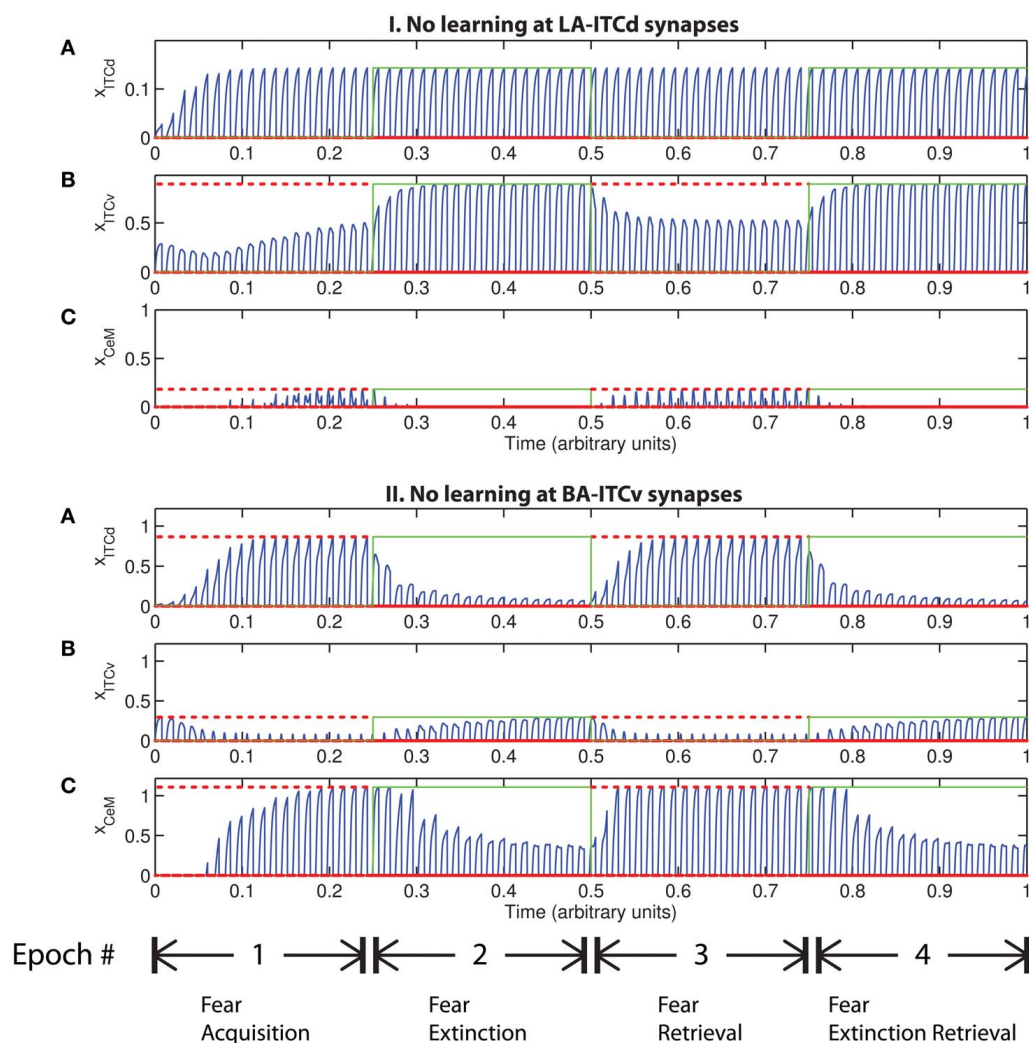 I. No learning at LA-ITCd synapses
A
x_ITCd
0.1
0
0 0.1 0.2 0.3 0.4 0.5 0.6 0.7 0.8 0.9 1
B
x_ITCv
0.5
0
0 0.1 0.2 0.3 0.4 0.5 0.6 0.7 0.8 0.9 1
C
x_CeM
1
0.5
0
0 0.1 0.2 0.3 0.4 0.5 0.6 0.7 0.8 0.9 1
Time (arbitrary units)
II. No learning at BA-ITCv synapses
A
x_ITCd
1
0.5
0
0 0.1 0.2 0.3 0.4 0.5 0.6 0.7 0.8 0.9 1
B
x_ITCv
1
0.5
0
0 0.1 0.2 0.3 0.4 0.5 0.6 0.7 0.8 0.9 1
C
x_CeM
1
0.5
0
0 0.1 0.2 0.3 0.4 0.5 0.6 0.7 0.8 0.9 1
Time (arbitrary units)
Epoch # 1 2 3 4
Fear Fear Fear Fear
Acquisition Extinction Retrieval Extinction Retrieval